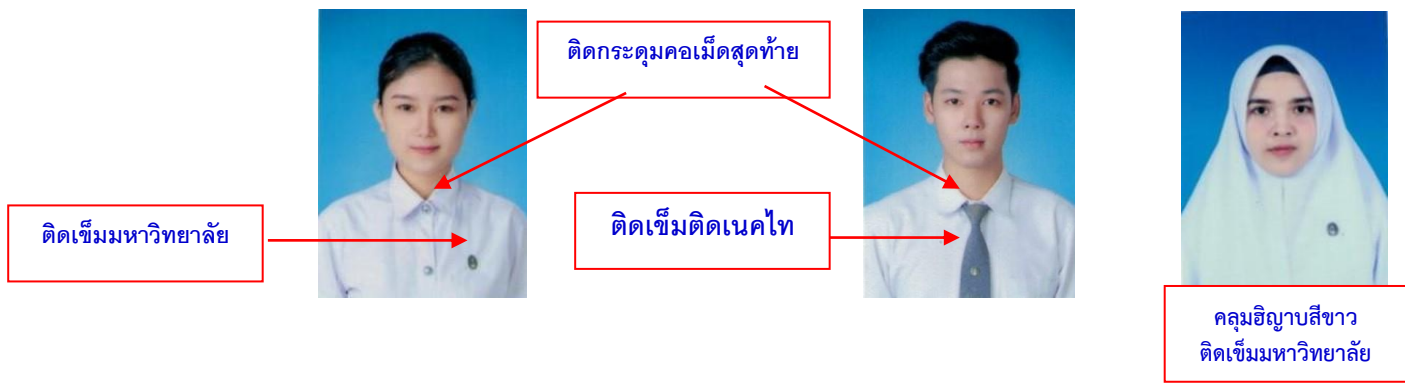 ติดกระดุมคอเม็ดสุดท้าย
ติดเข็มมหาวิทยาลัย
ติดเข็มติดเนคไท
คลุมฮิญาบสีขาว
ติดเข็มมหาวิทยาลัย